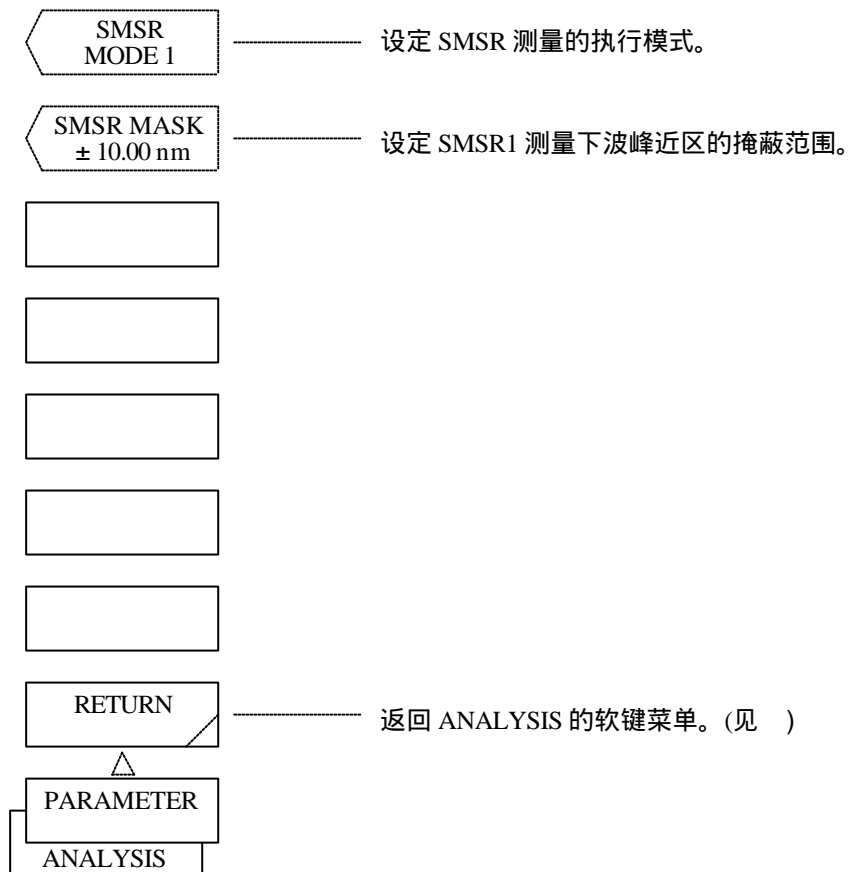 SMSR
MODE 1
设定 SMSR 测量的执行模式。
SMSR MASK
± 10.00 nm
设定 SMSR1 测量下波峰近区的掩蔽范围。
RETURN
返回 ANALYSIS 的软键菜单。(见 )
PARAMETER
ANALYSIS